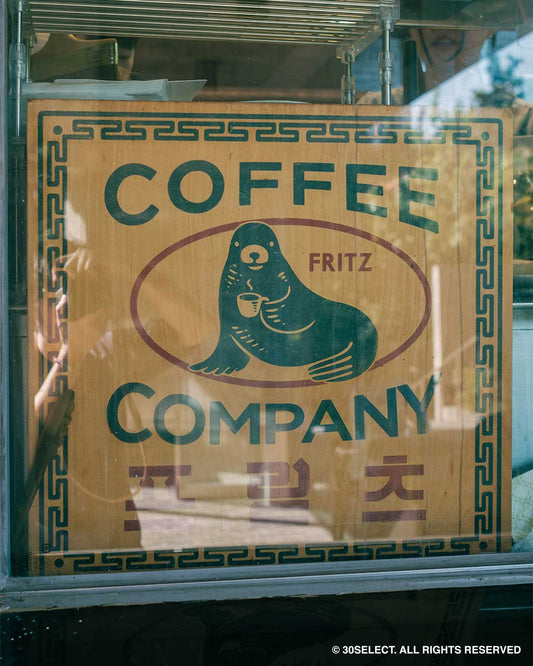 COFFEE
FRITZ
COMPANY
프릳츠
© 30SELECT. ALL RIGHTS RESERVED